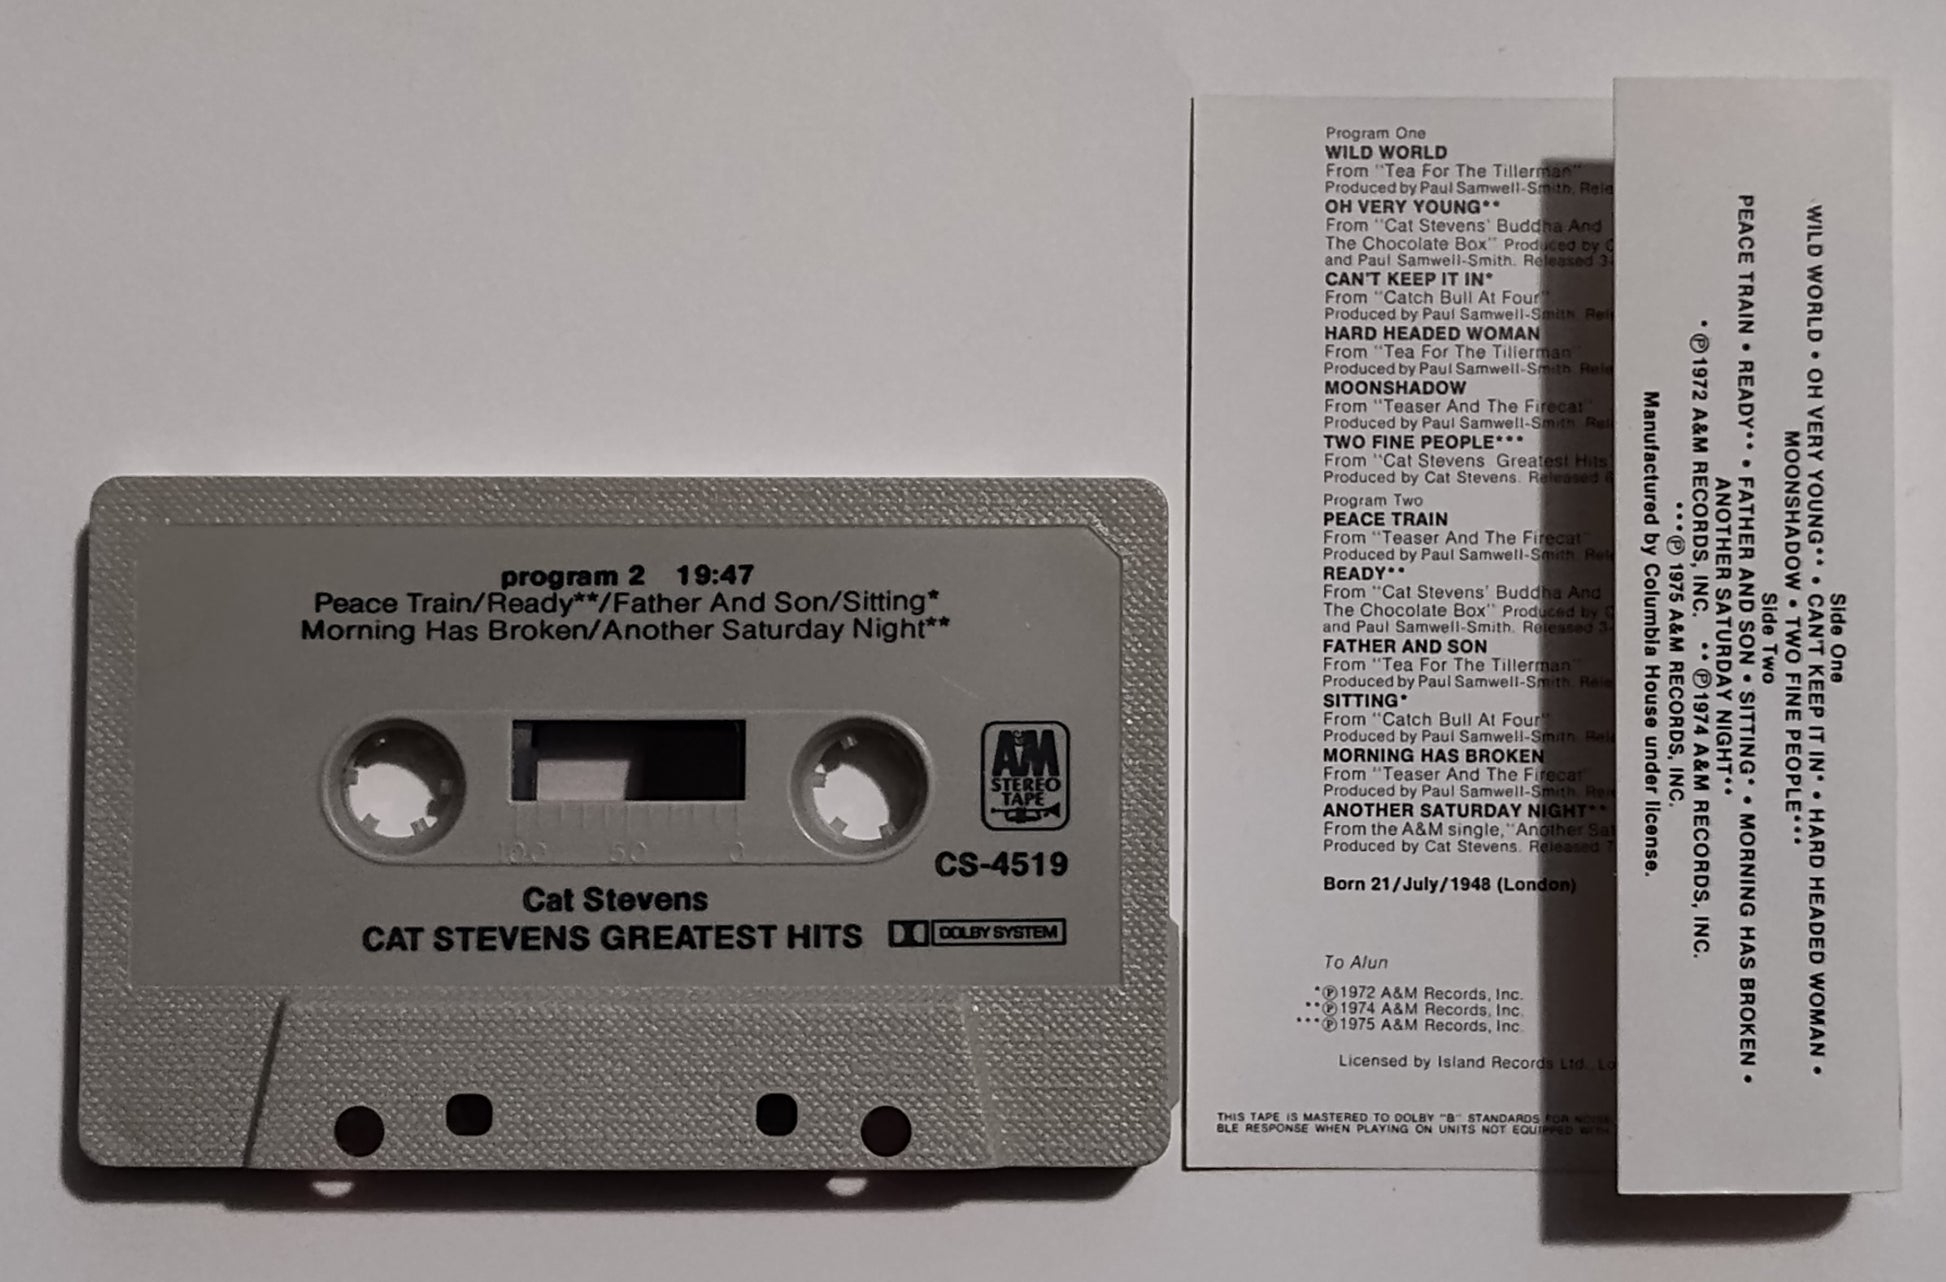 program 2 19:47
Peace Train/Ready**/Father And Son/Sitting*
Morning Has Broken/Another Saturday Night**
A&M
STEREO
TAPE
100 50 0
CS-4519
Cat Stevens
CAT STEVENS GREATEST HITS
DOLBY SYSTEM
Program One
WILD WORLD
From "Tea For The Tillerman"
Produced by Paul Samwell-Smith.
OH VERY YOUNG**
From "Cat Stevens' Buddha And
The Chocolate Box" Produced by
and Paul Samwell-Smith. Released
CAN'T KEEP IT IN*
From "Catch Bull At Four"
Produced by Paul Samwell-Smith.
HARD HEADED WOMAN
From "Tea For The Tillerman"
Produced by Paul Samwell-Smith.
MOONSHADOW
From "Teaser And The Firecat"
Produced by Paul Samwell-Smith.
TWO FINE PEOPLE***
From "Cat Stevens Greatest Hits"
Produced by Cat Stevens. Released
Program Two
PEACE TRAIN
From "Teaser And The Firecat"
Produced by Paul Samwell-Smith.
READY**
From "Cat Stevens' Buddha And
The Chocolate Box" Produced by
and Paul Samwell-Smith. Released
FATHER AND SON
From "Tea For The Tillerman"
Produced by Paul Samwell-Smith.
SITTING*
From "Catch Bull At Four"
Produced by Paul Samwell-Smith.
MORNING HAS BROKEN
From "Teaser And The Firecat"
Produced by Paul Samwell-Smith.
ANOTHER SATURDAY NIGHT**
From the A&M single, "Another
Produced by Cat Stevens. Released
Born 21/July/1948 (London)
To Alun
*℗1972 A&M Records, Inc.
**℗1974 A&M Records, Inc.
***℗1975 A&M Records, Inc.
Licensed by Island Records Ltd.,
THIS TAPE IS MASTERED TO DOLBY "B" STANDARDS FOR NOISE
BLE RESPONSE WHEN PLAYING ON UNITS NOT EQUIPPED WITH
Side One
WILD WORLD • OH VERY YOUNG** • CAN'T KEEP IT IN* • HARD HEADED WOMAN •
MOONSHADOW • TWO FINE PEOPLE***
Side Two
PEACE TRAIN • READY** • FATHER AND SON • SITTING* • MORNING HAS BROKEN •
ANOTHER SATURDAY NIGHT**
*℗1972 A&M RECORDS, INC. **℗1974 A&M RECORDS, INC.
***℗ 1975 A&M RECORDS, INC.
Manufactured by Columbia House under license.